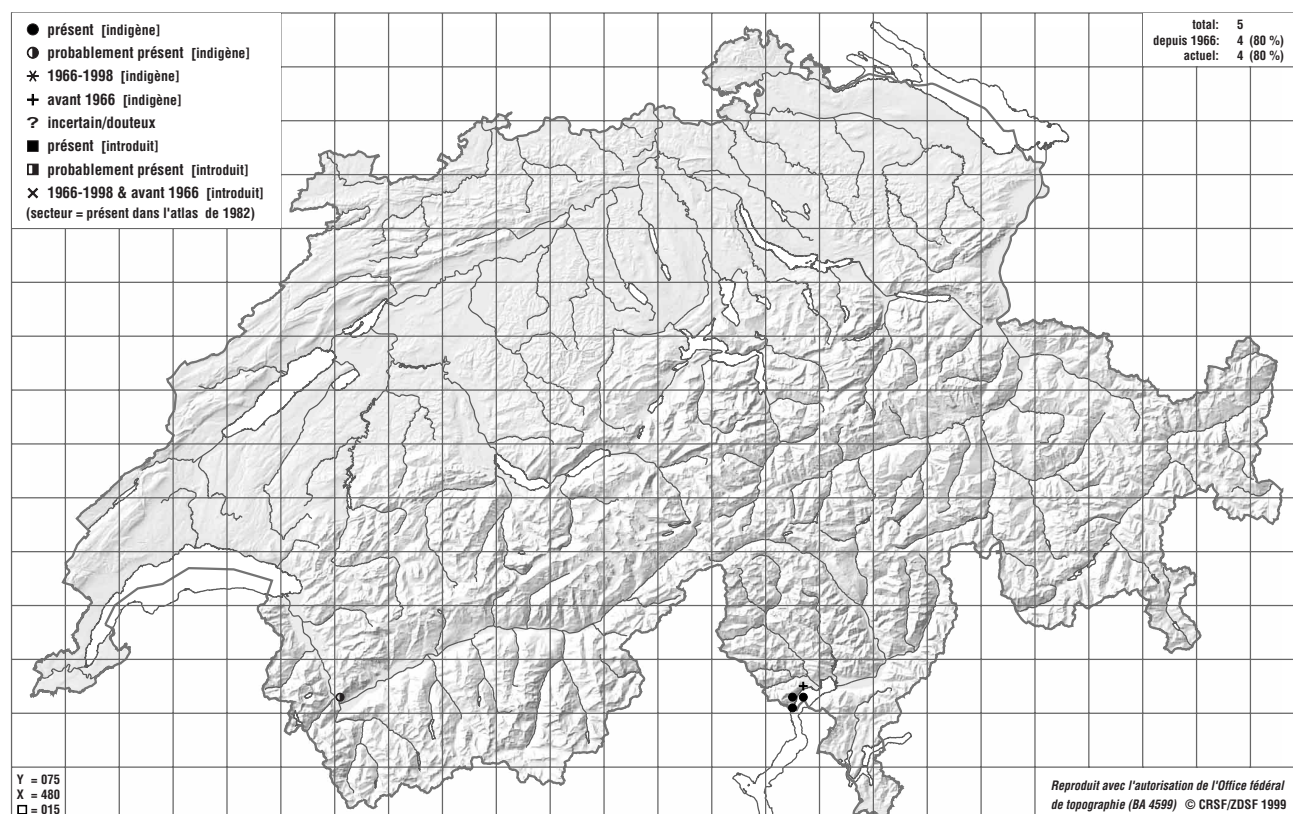 ● présent [indigène]
◑ probablement présent [indigène]
✳ 1966-1998 [indigène]
+ avant 1966 [indigène]
? incertain/douteux
■ présent [introduit]
◨ probablement présent [introduit]
× 1966-1998 & avant 1966 [introduit]
(secteur = présent dans l'atlas de 1982)
total: 5
depuis 1966: 4 (80 %)
actuel: 4 (80 %)
Y = 075
X = 480
□ = 015
Reproduit avec l'autorisation de l'Office fédéral
de topographie (BA 4599) © CRSF/ZDSF 1999